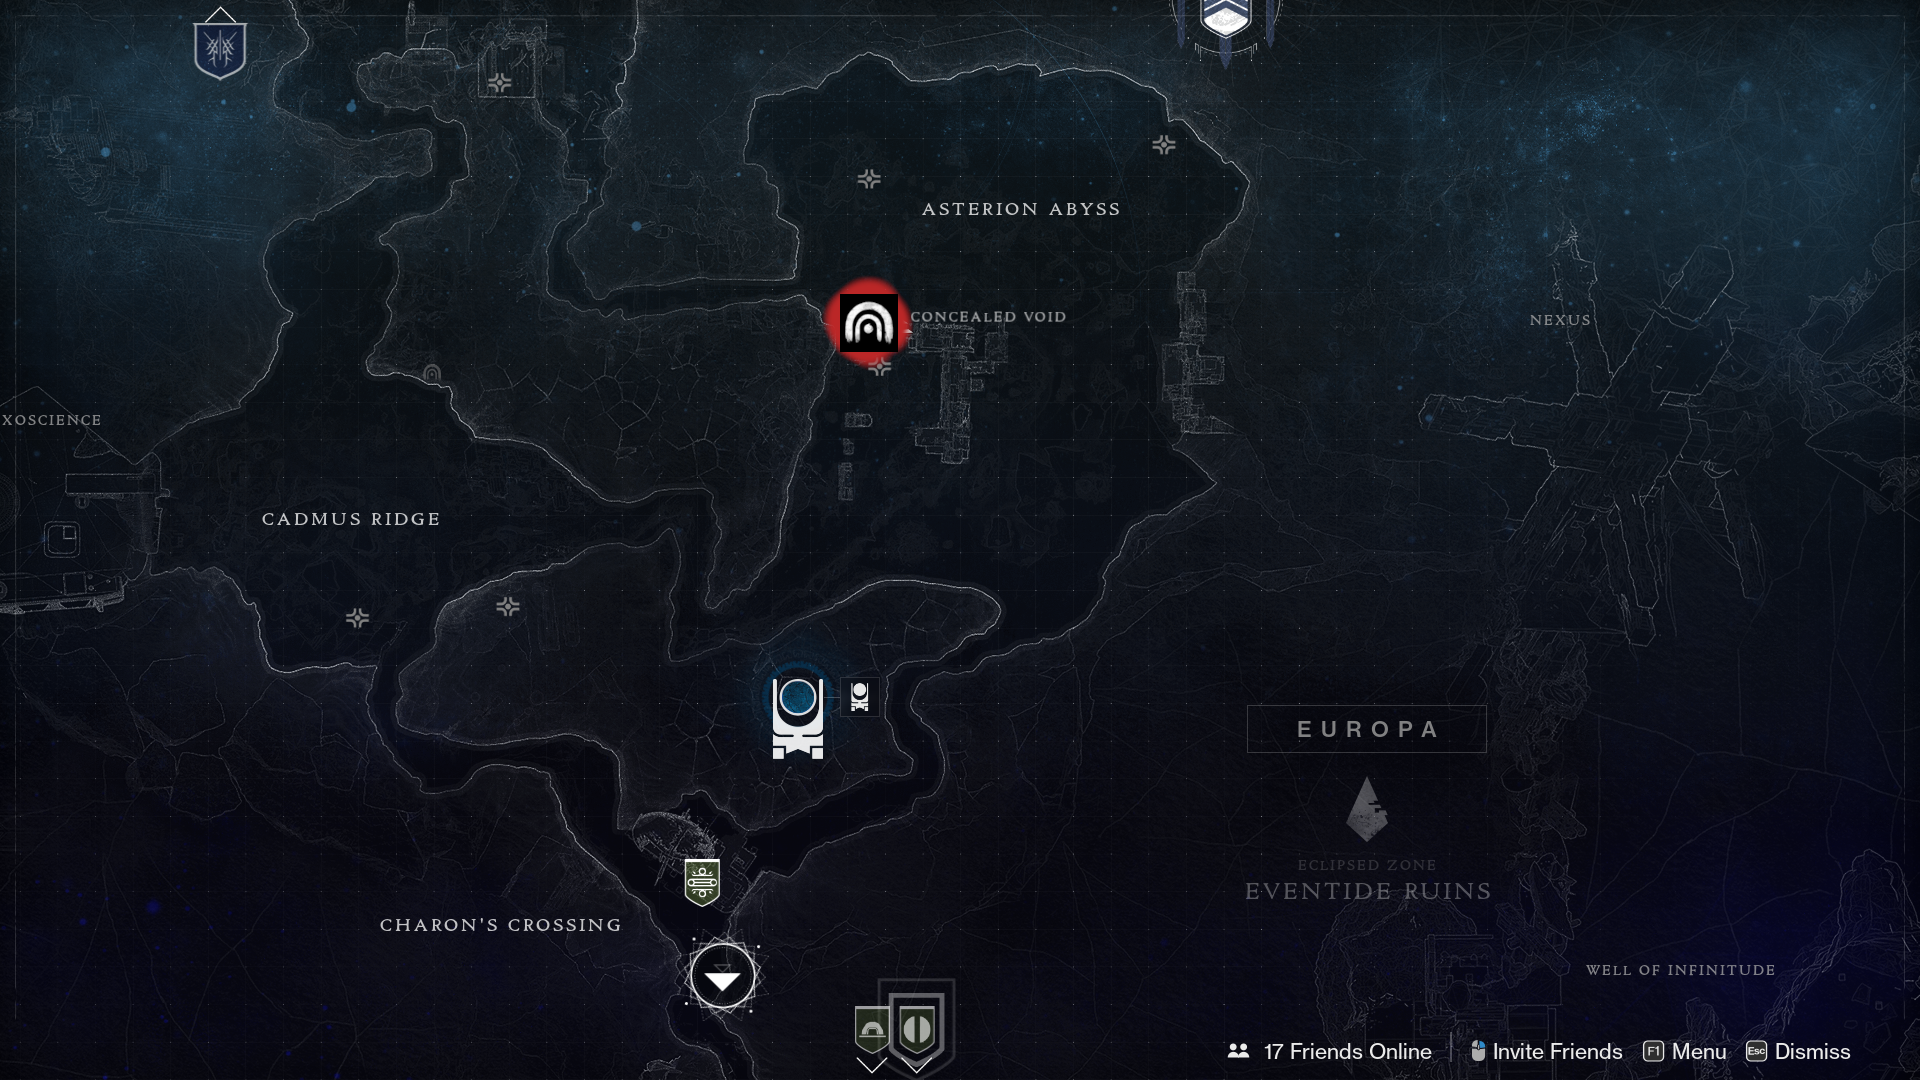 ASTERION ABYSS
CONCEALED VOID
NEXUS
XOSCIENCE
CADMUS RIDGE
EUROPA
ECLIPSED ZONE
EVENTIDE RUINS
CHARON'S CROSSING
WELL OF INFINITUDE
17 Friends Online
Invite Friends
F1 Menu
Esc Dismiss